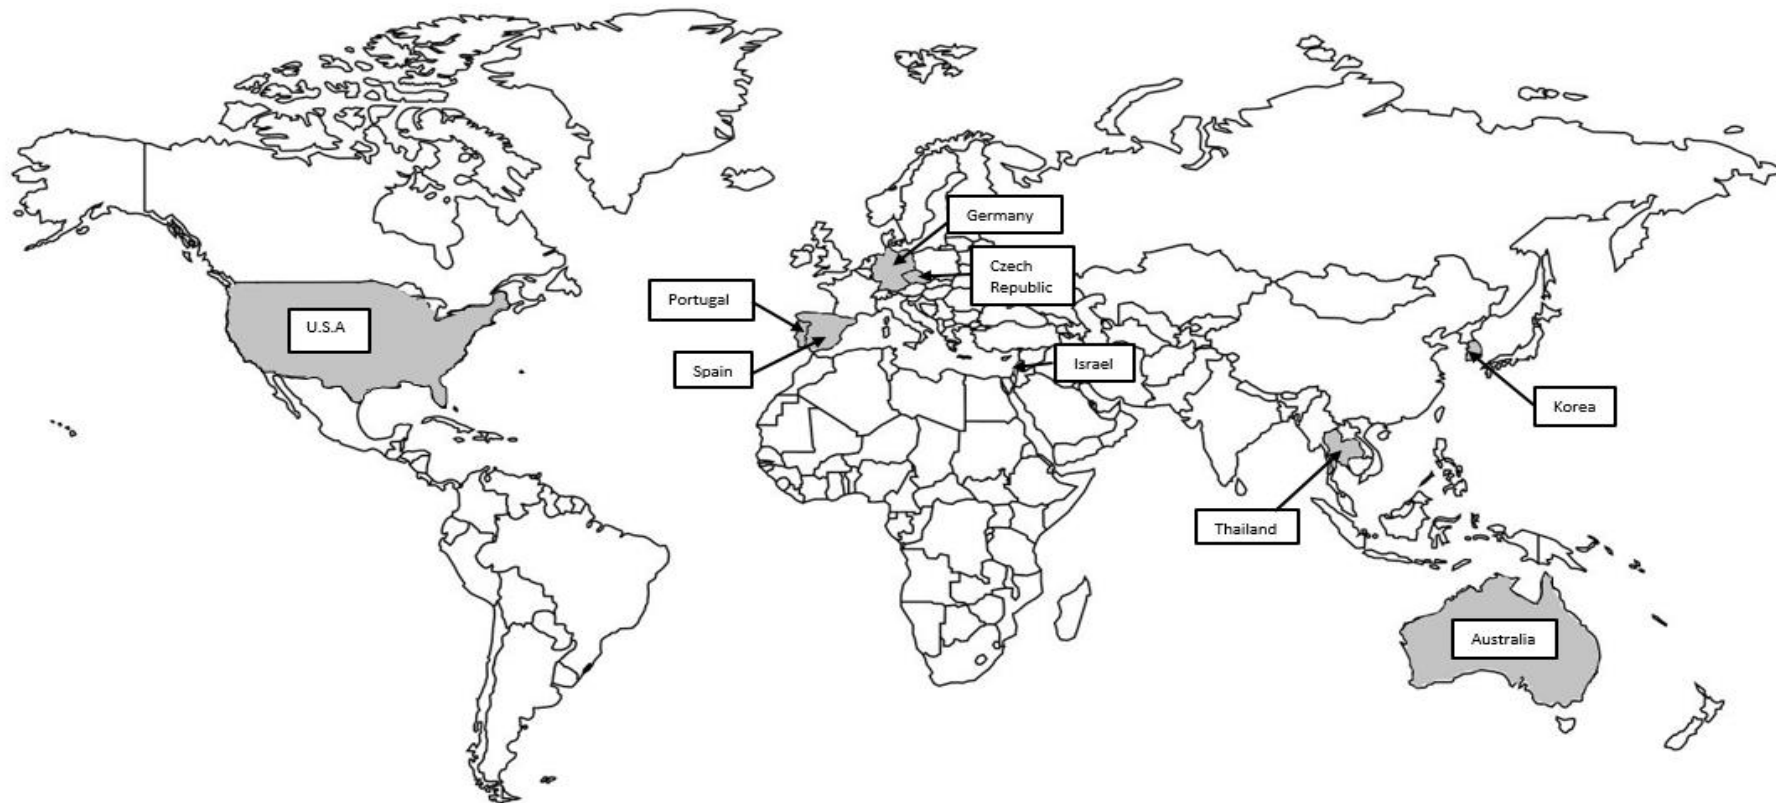 Germany
Czech
Republic
Portugal
U.S.A
Spain
Israel
Korea
Thailand
Australia